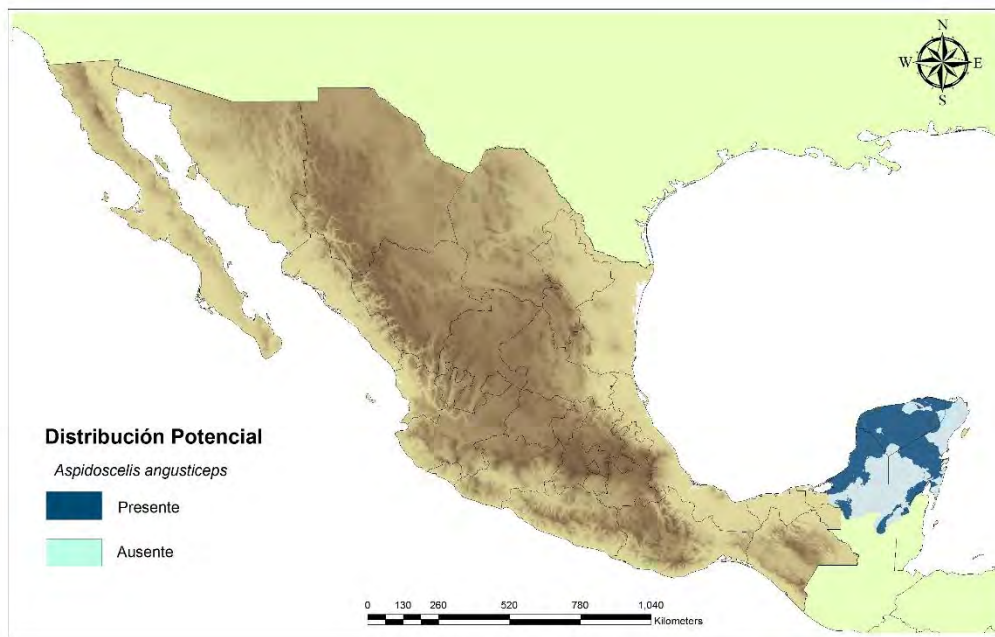 N
W E
S
Distribución Potencial
Aspidoscelis angusticeps
Presente
Ausente
0 130 260 520 780 1,040
Kilometers